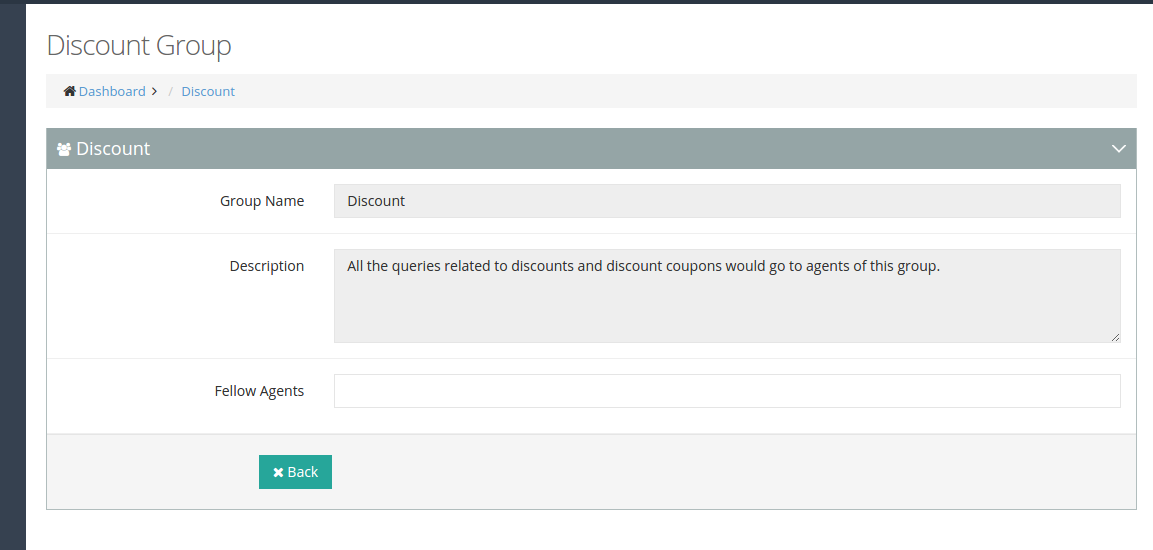 Discount Group
Dashboard > / Discount
Discount
Group Name Discount
Description All the queries related to discounts and discount coupons would go to agents of this group.
Fellow Agents
Back